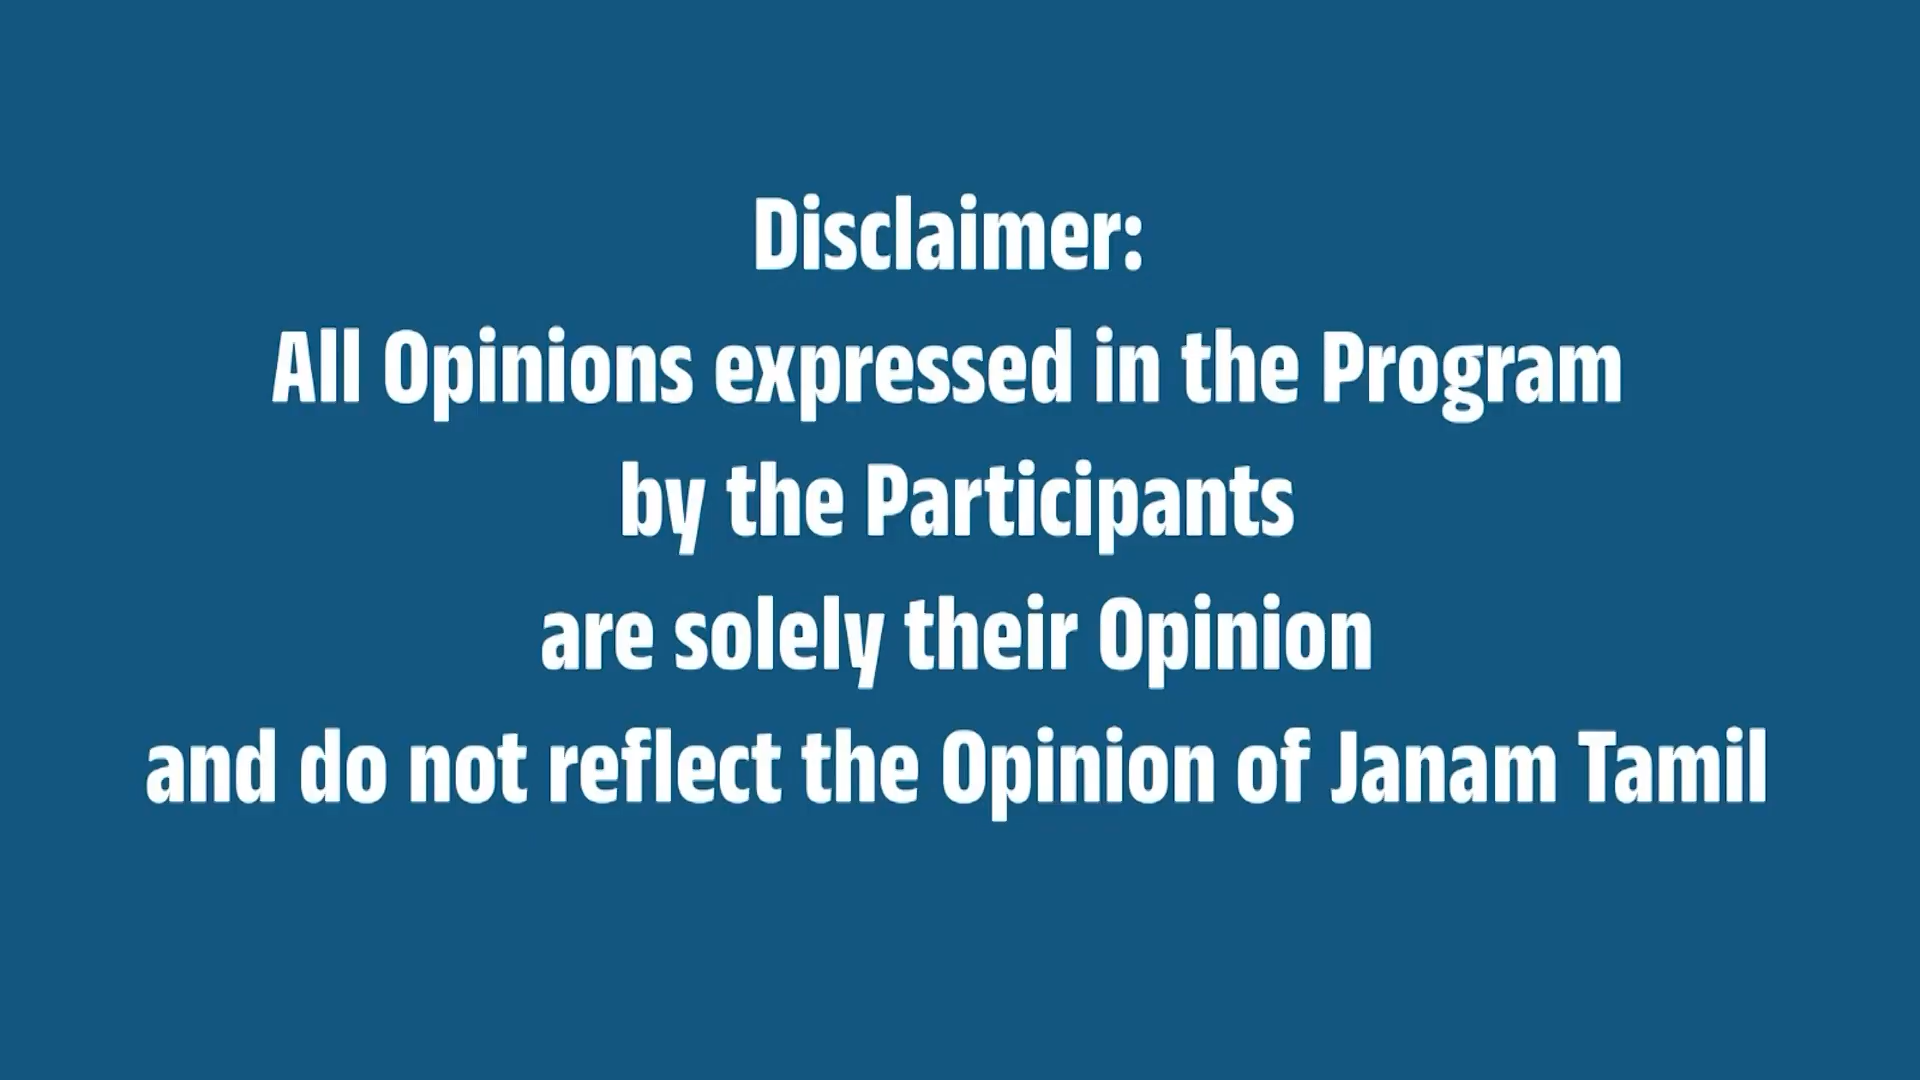 Disclaimer:
All Opinions expressed in the Program
by the Participants
are solely their Opinion
and do not reflect the Opinion of Janam Tamil